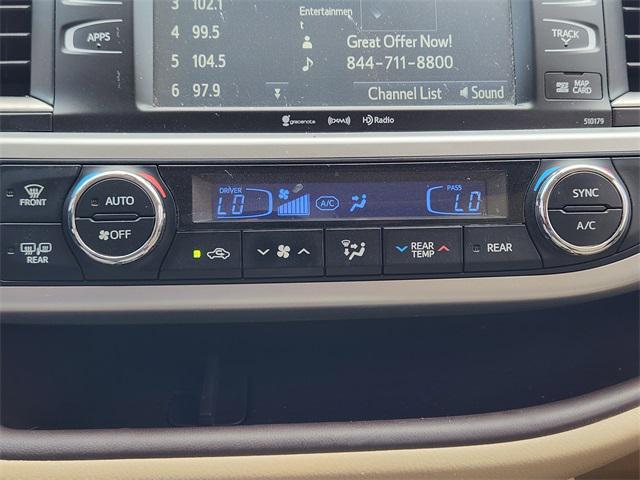 3 102.1
4 99.5
5 104.5
6 97.9
Entertainmen
t
Great Offer Now!
844-711-8800
Channel List
Sound
APPS
TRACK
MAP
CARD
gracenote
HD Radio
510179
FRONT
REAR
AUTO
OFF
DRIVER
LO
A/C
PASS
LO
REAR
TEMP
REAR
SYNC
A/C